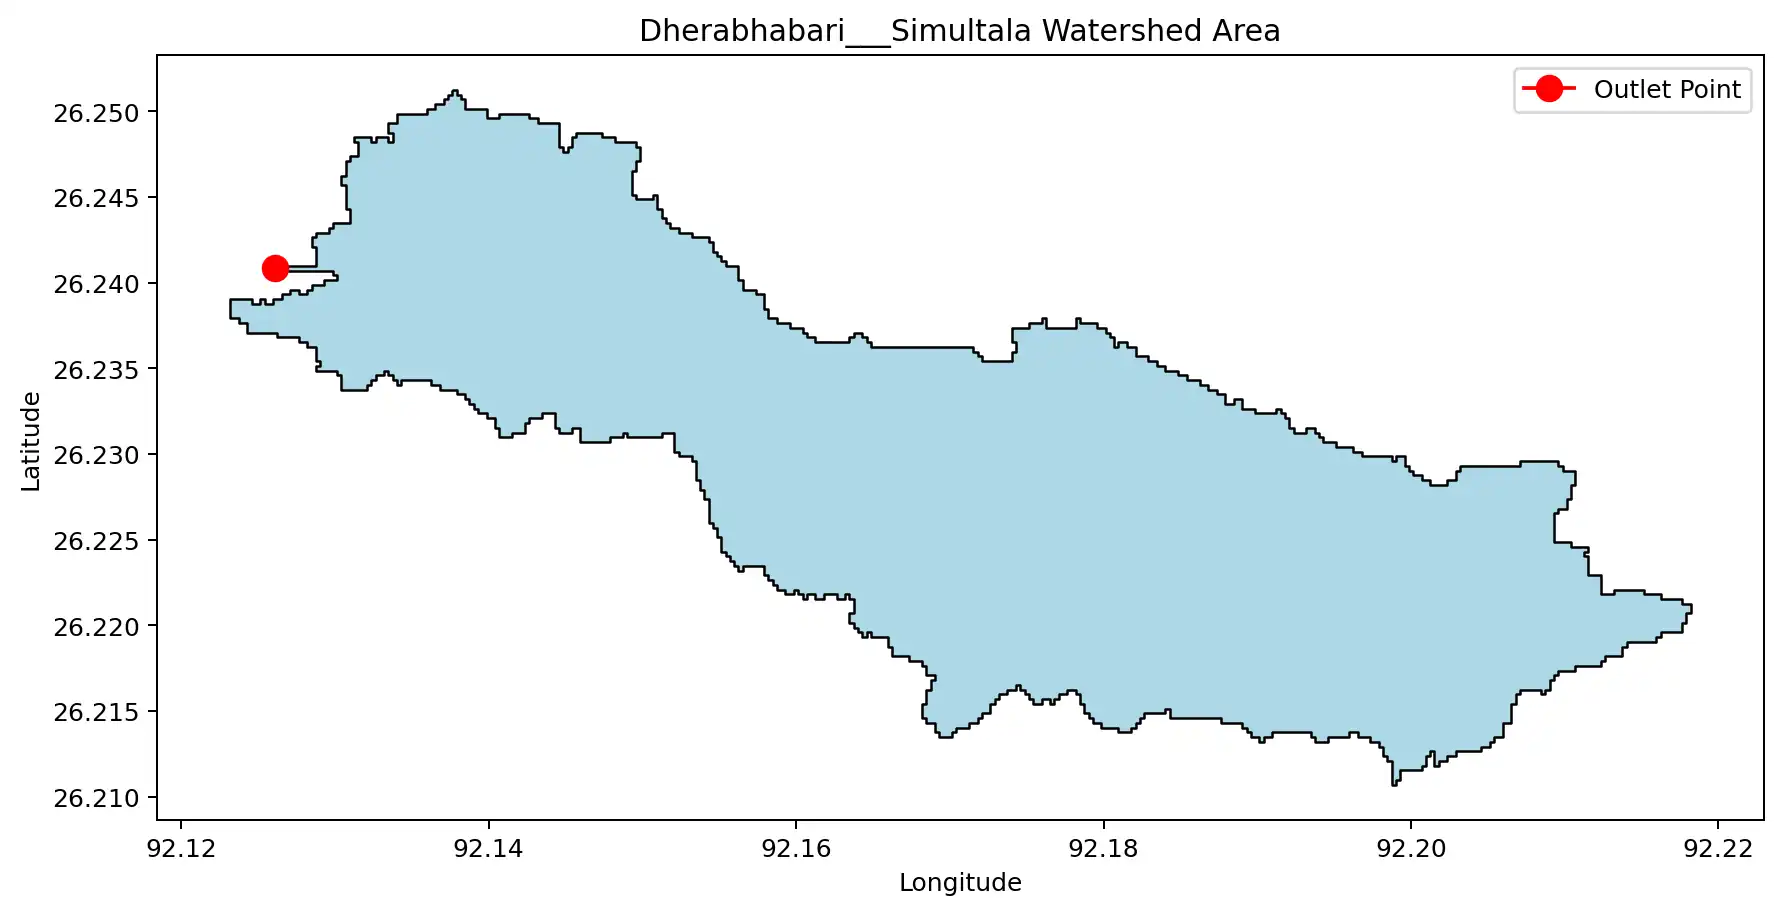 Dherabhabari___Simultala Watershed Area
Outlet Point
26.250
26.245
26.240
26.235
26.230
26.225
26.220
26.215
26.210
Latitude
92.12 92.14 92.16 92.18 92.20 92.22
Longitude